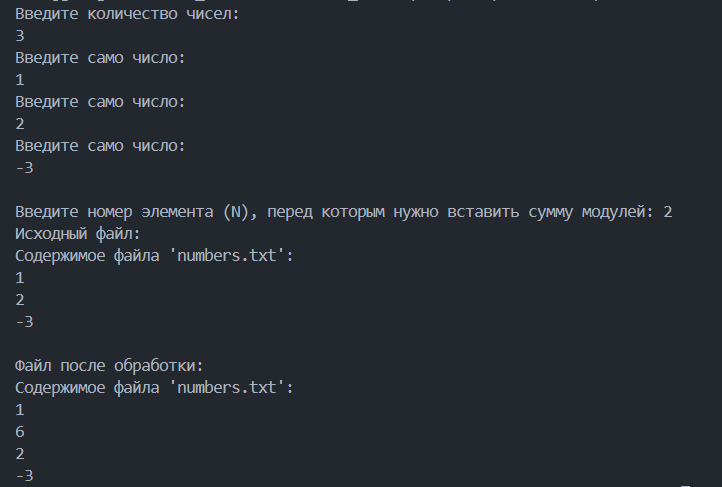 Введите количество чисел:
3
Введите само число:
1
Введите само число:
2
Введите само число:
-3
Введите номер элемента (N), перед которым нужно вставить сумму модулей: 2
Исходный файл:
Содержимое файла 'numbers.txt':
1
2
-3
Файл после обработки:
Содержимое файла 'numbers.txt':
1
6
2
-3